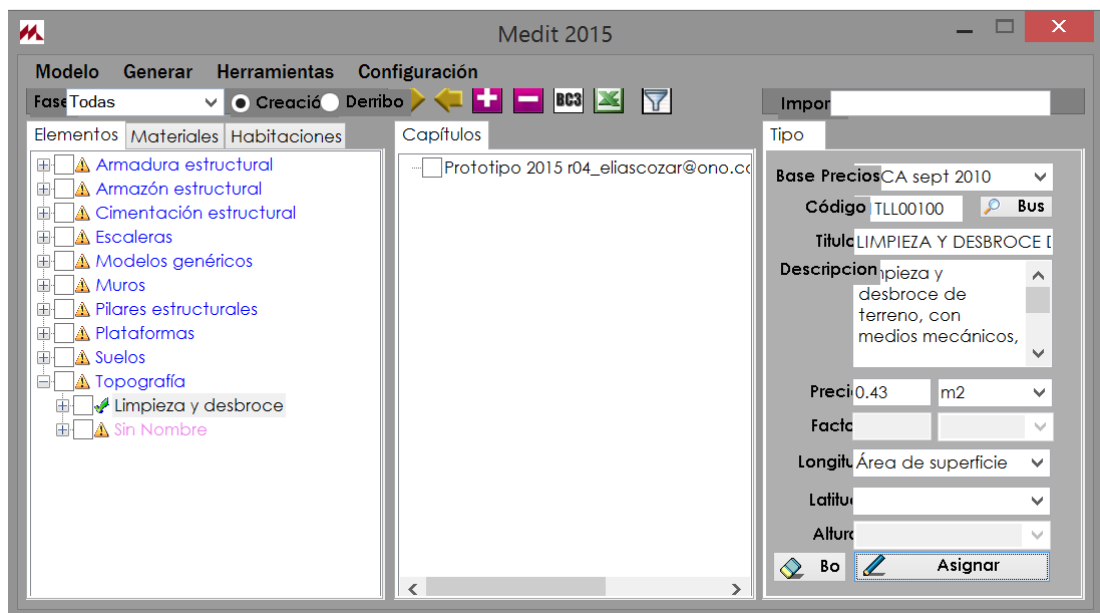 Medit 2015
Modelo Generar Herramientas Configuración
Fase Todas Creació Derribo BC3 Impor
Elementos Materiales Habitaciones Capítulos Tipo
Armadura estructural
Armazón estructural
Cimentación estructural
Escaleras
Modelos genéricos
Muros
Pilares estructurales
Plataformas
Suelos
Topografía
Limpieza y desbroce
Sin Nombre
Prototipo 2015 r04_eliascozar@ono.co
Base Precios CA sept 2010
Código TLL00100 Bus
Titulo LIMPIEZA Y DESBROCE D
Descripcion npieza y
desbroce de
terreno, con
medios mecánicos,
Preci 0.43 m2
Facto
Longitu Área de superficie
Latitu
Altura
Bo Asignar